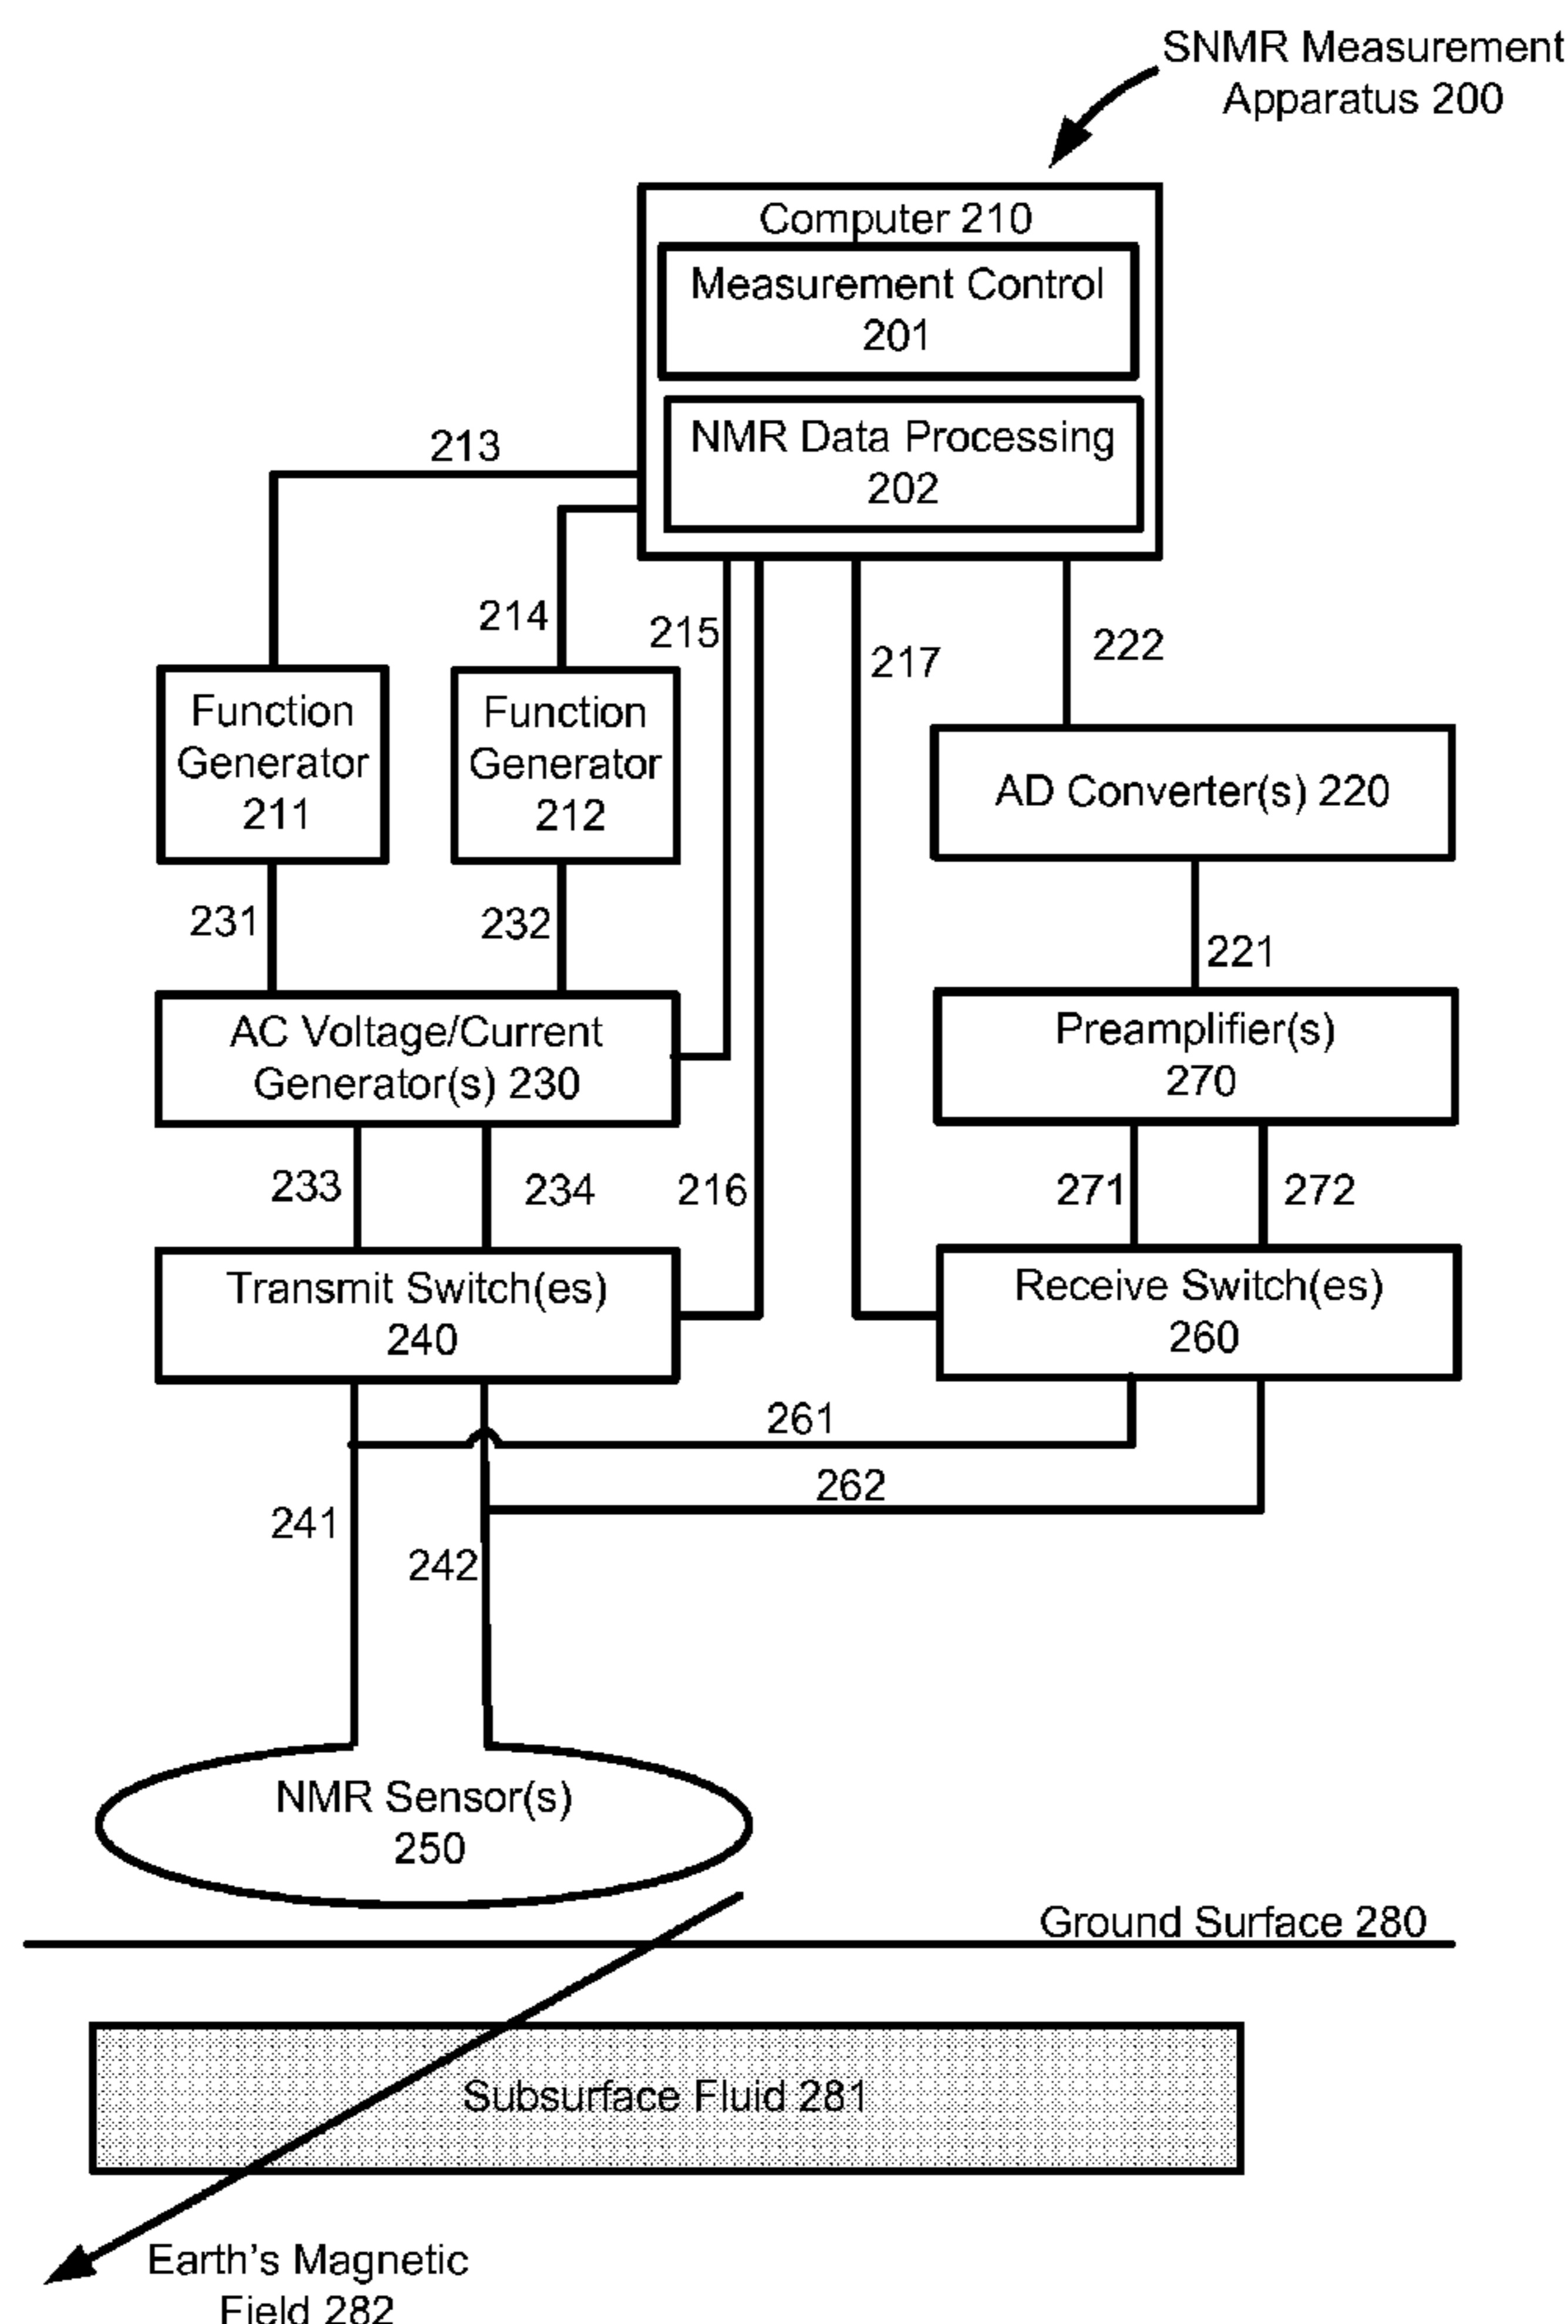 SNMR Measurement
Apparatus 200
Computer 210
Measurement Control
201
NMR Data Processing
202
213
214
215
217
222
Function
Generator
211
Function
Generator
212
AD Converter(s) 220
231
232
221
AC Voltage/Current
Generator(s) 230
Preamplifier(s)
270
233
234
216
271
272
Transmit Switch(es)
240
Receive Switch(es)
260
261
262
241
242
NMR Sensor(s)
250
Ground Surface 280
Subsurface Fluid 281
Earth's Magnetic
Field 282